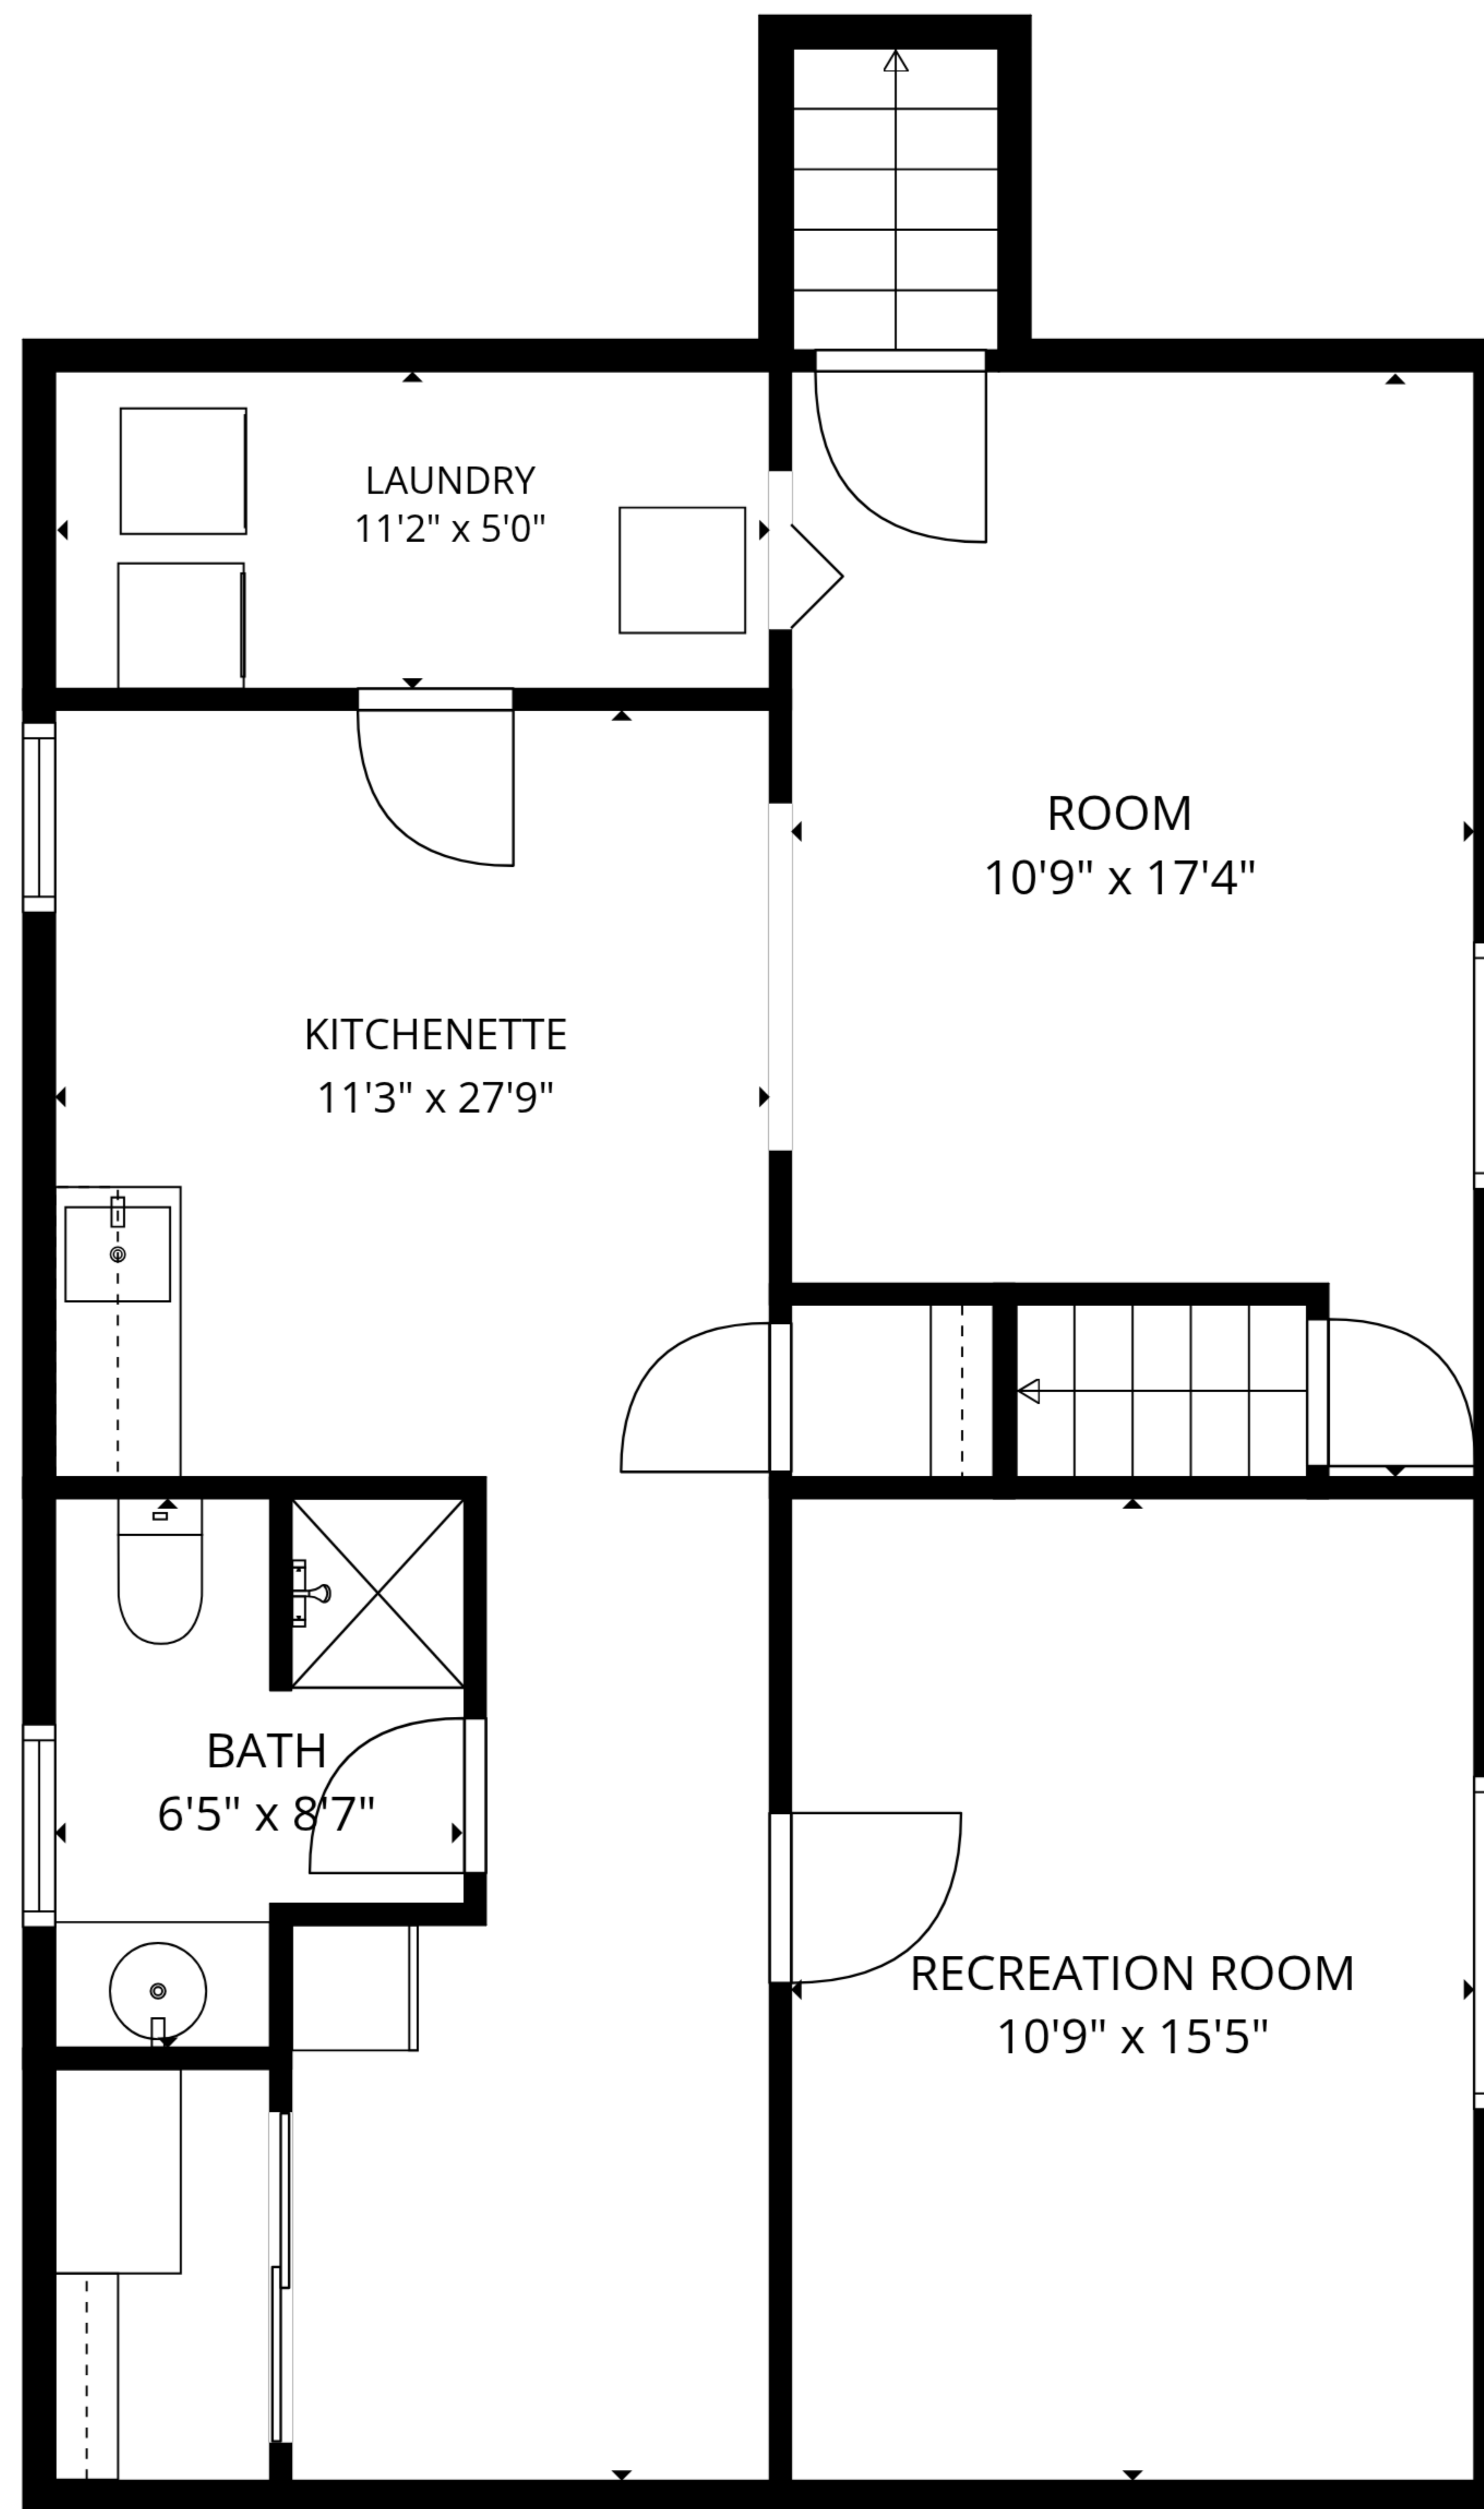 LAUNDRY
11'2" x 5'0"
ROOM
10'9" x 17'4"
KITCHENETTE
11'3" x 27'9"
BATH
6'5" x 8'7"
RECREATION ROOM
10'9" x 15'5"